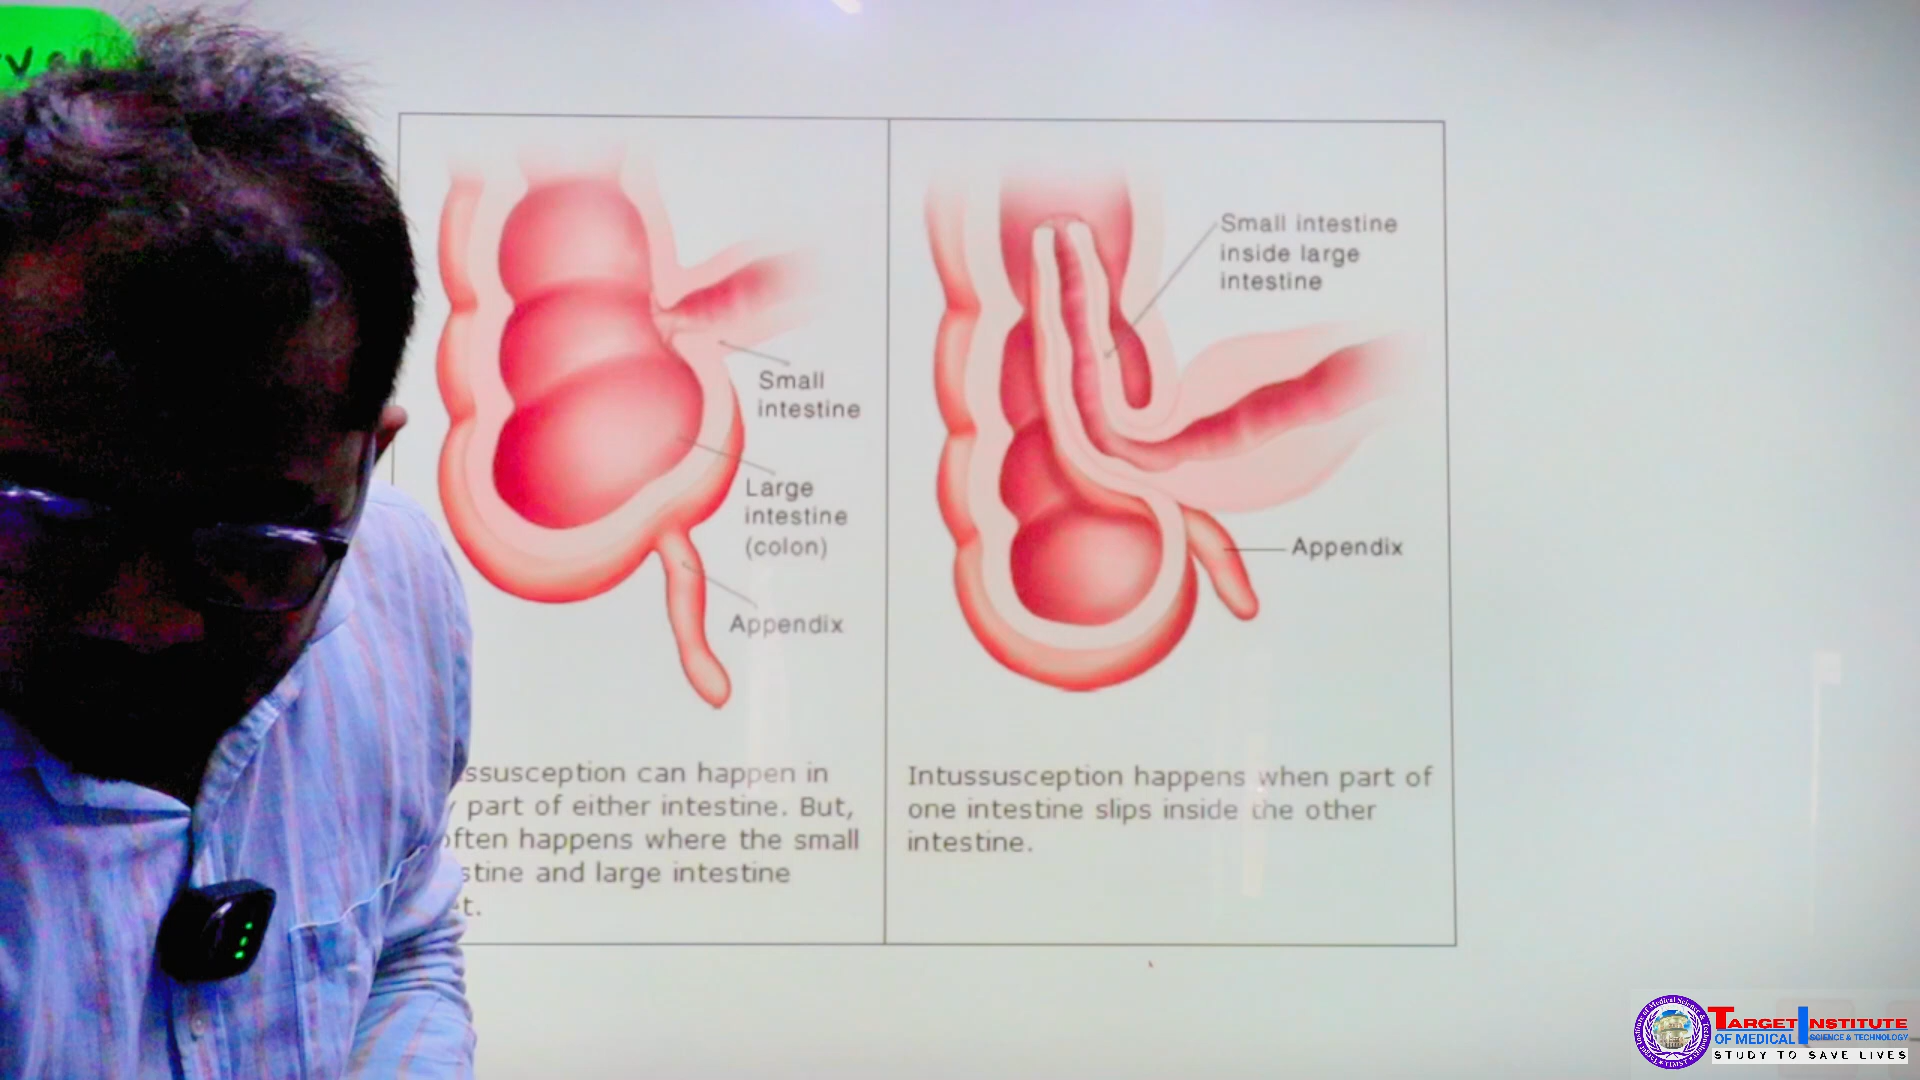 Small
intestine
Large
intestine
(colon)
Appendix
ssusception can happen in
part of either intestine. But,
often happens where the small
stine and large intestine
Small intestine
inside large
intestine
Appendix
Intussusception happens when part of
one intestine slips inside the other
intestine.
TARGET INSTITUTE
OF MEDICAL SCIENCE & TECHNOLOGY
STUDY TO SAVE LIVES